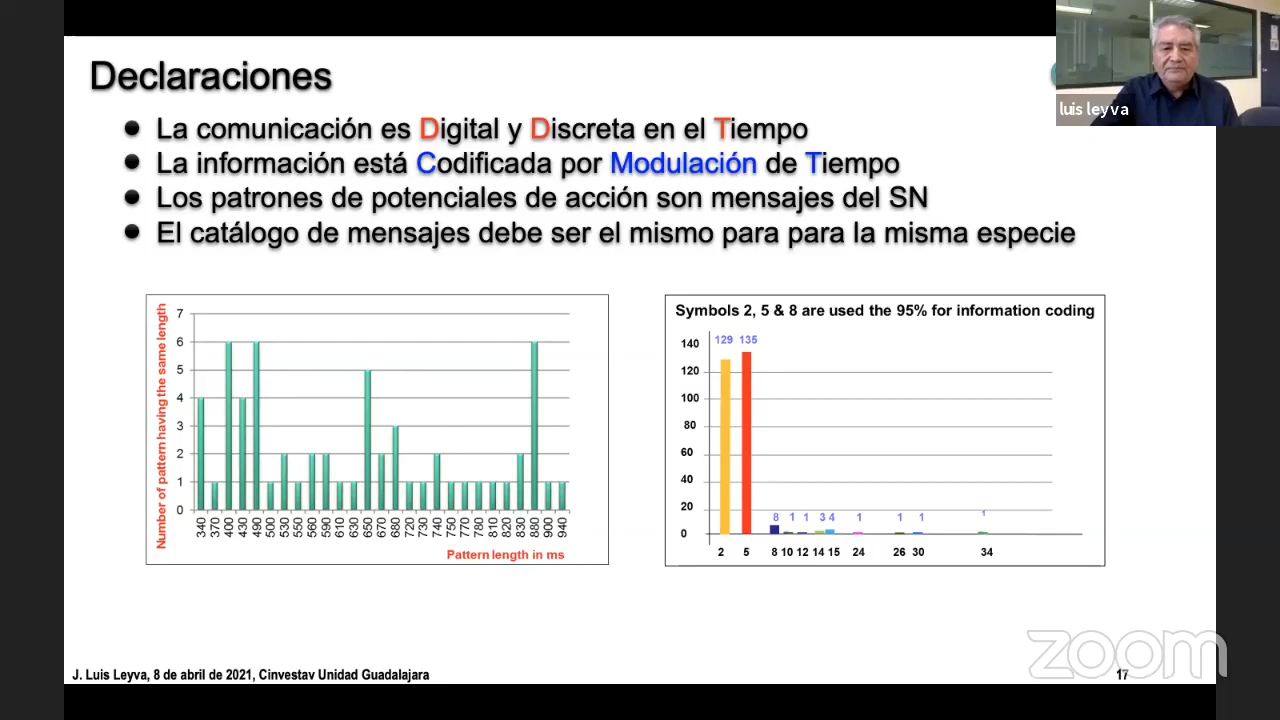 Declaraciones
luis leyva
La comunicación es Digital y Discreta en el Tiempo
La información está Codificada por Modulación de Tiempo
Los patrones de potenciales de acción son mensajes del SN
El catálogo de mensajes debe ser el mismo para para la misma especie
Number of pattern having the same length
7
6
5
4
3
2
1
0
340 370 400 430 490 500 530 550 560 590 610 630 650 670 680 720 730 740 750 770 780 810 820 830 880 900 940
Pattern length in ms
Symbols 2, 5 & 8 are used the 95% for information coding
129 135
140
120
100
80
60
40
20
0
8 1 1 3 4 1 1 1 1
2 5 8 10 12 14 15 24 26 30 34
zoom
J. Luis Leyva, 8 de abril de 2021, Cinvestav Unidad Guadalajara
17